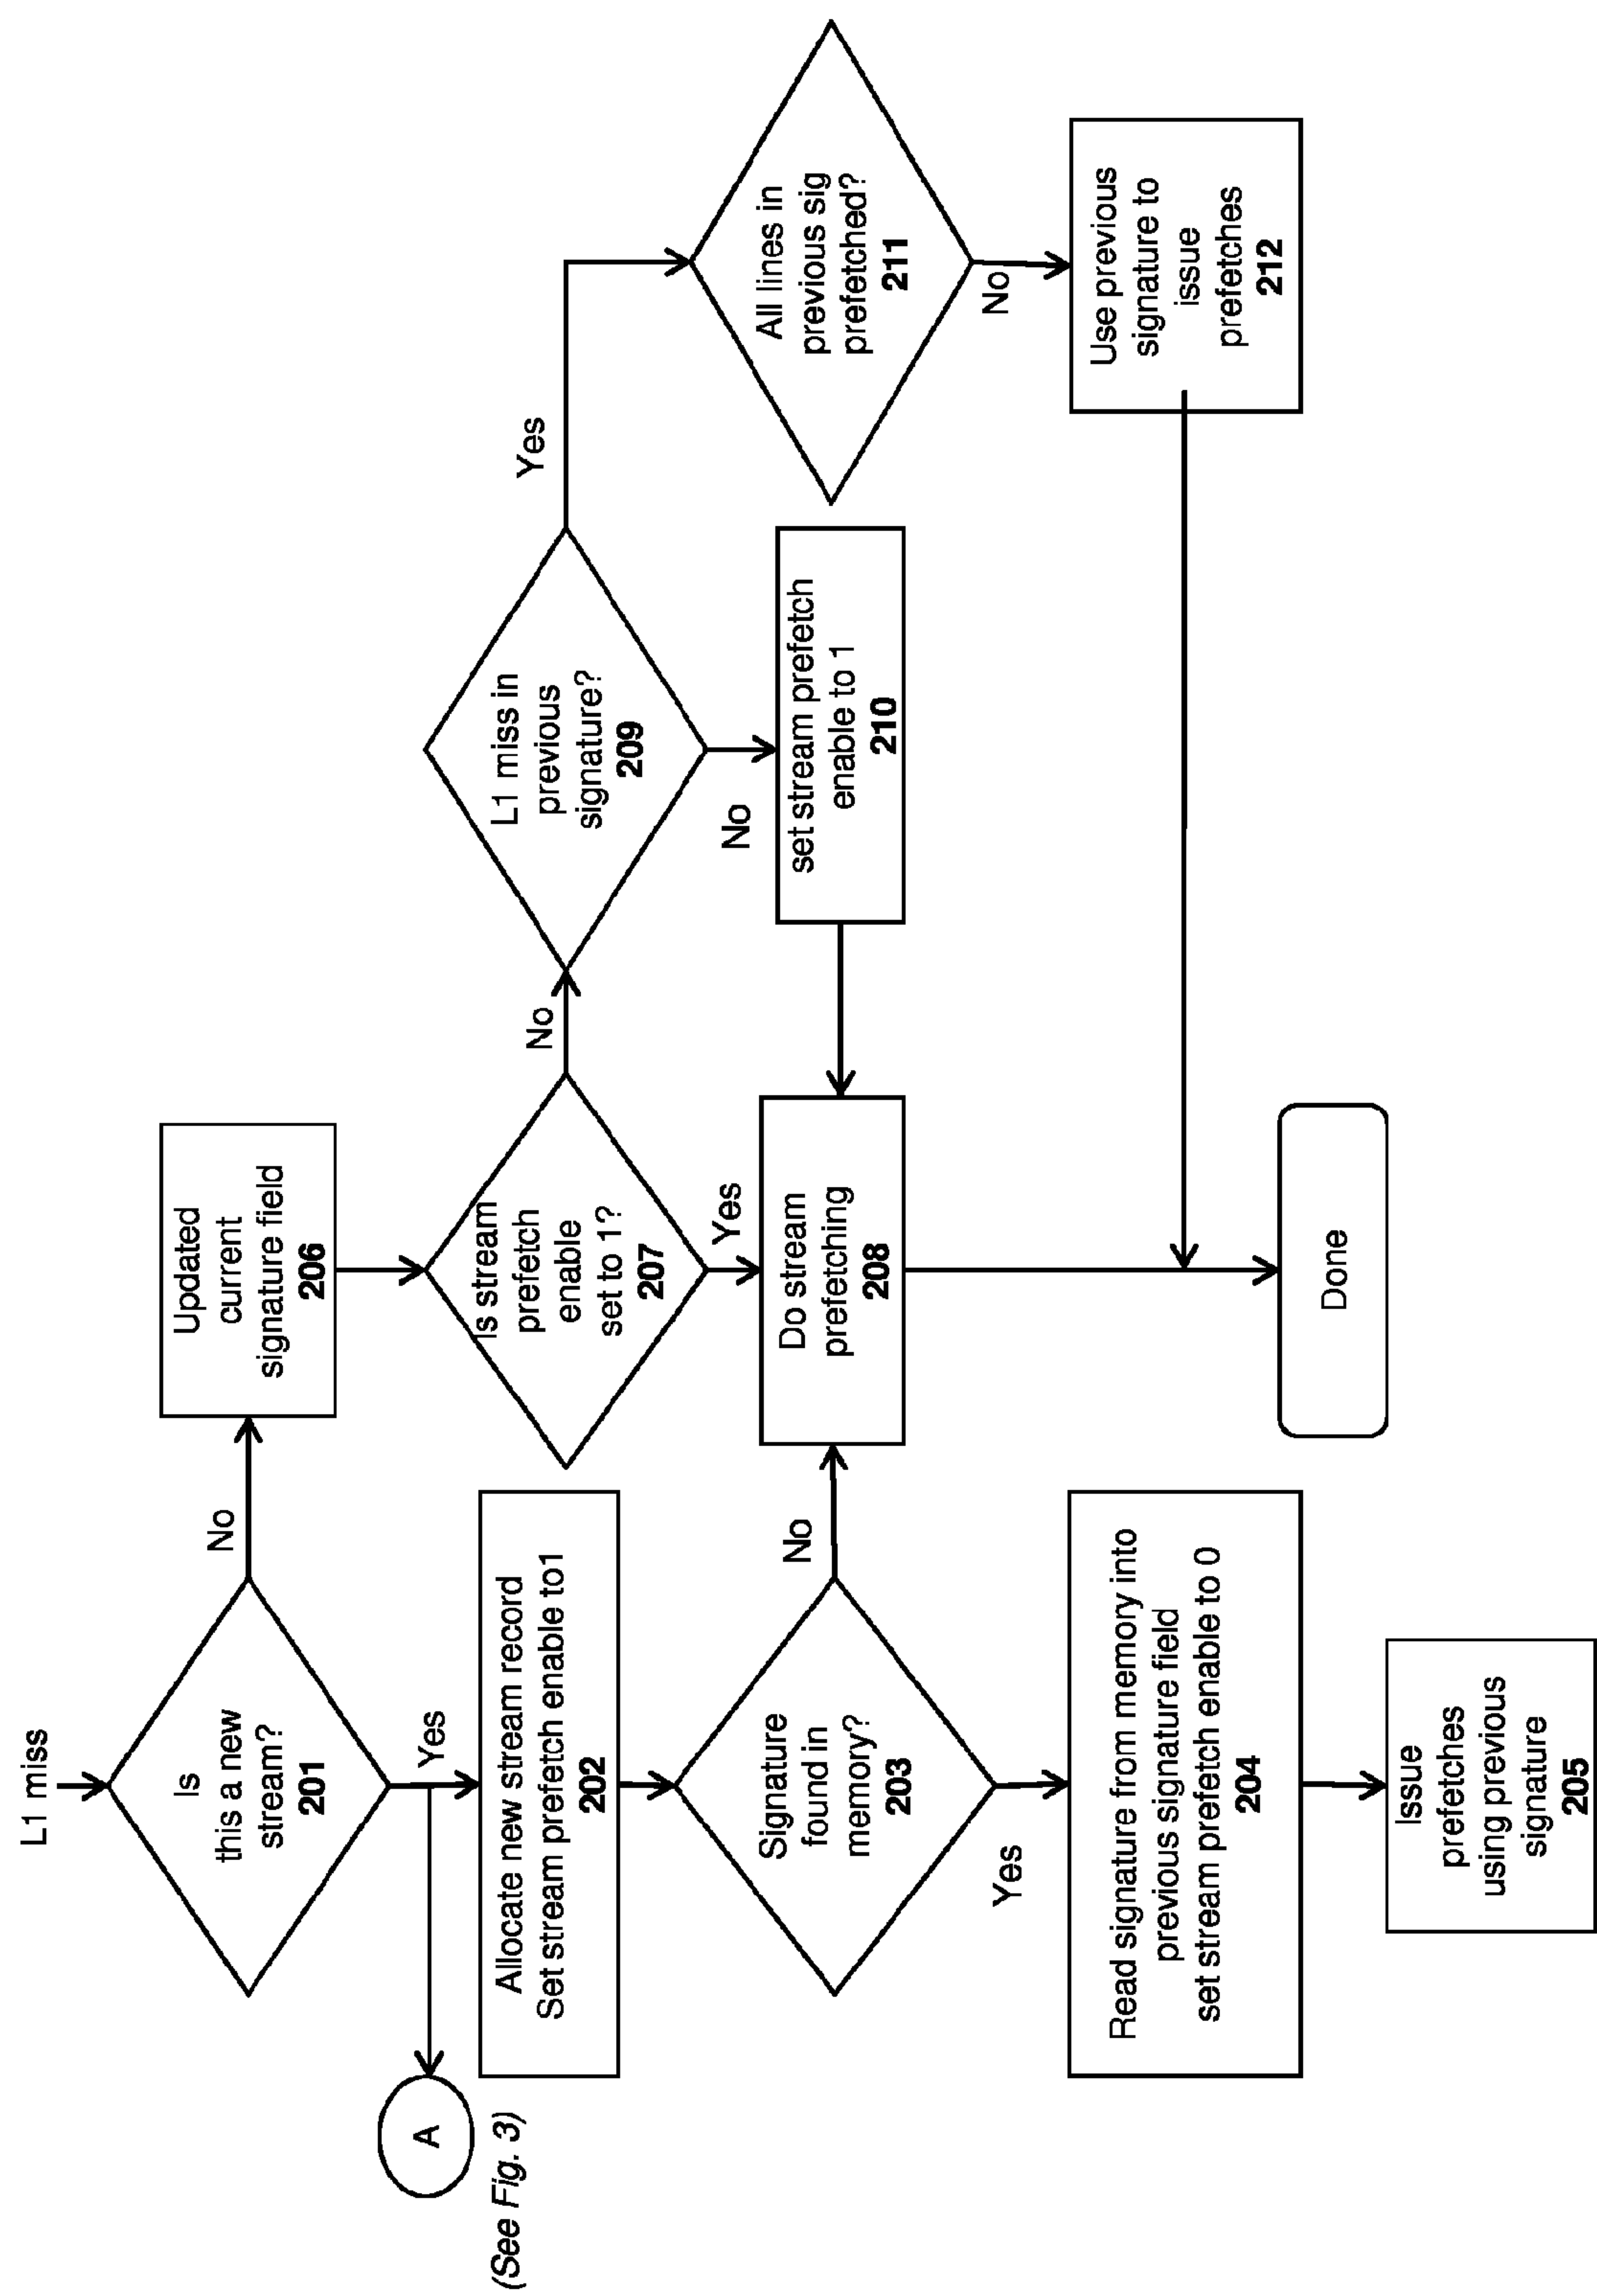 L1 miss
Is
this a new
stream?
201
No
Yes
A
(See Fig. 3)
Allocate new stream record
Set stream prefetch enable to1
202
Signature
found in
memory?
203
No
Yes
Read signature from memory into
previous signature field
set stream prefetch enable to 0
204
Issue
prefetches
using previous
signature
205
Updated
current
signature field
206
Is stream
prefetch
enable
set to 1?
207
No
Yes
Do stream
prefetching
208
Done
L1 miss in
previous
signature?
209
Yes
No
set stream prefetch
enable to 1
210
All lines in
previous sig
prefetched?
211
No
Use previous
signature to
issue
prefetches
212